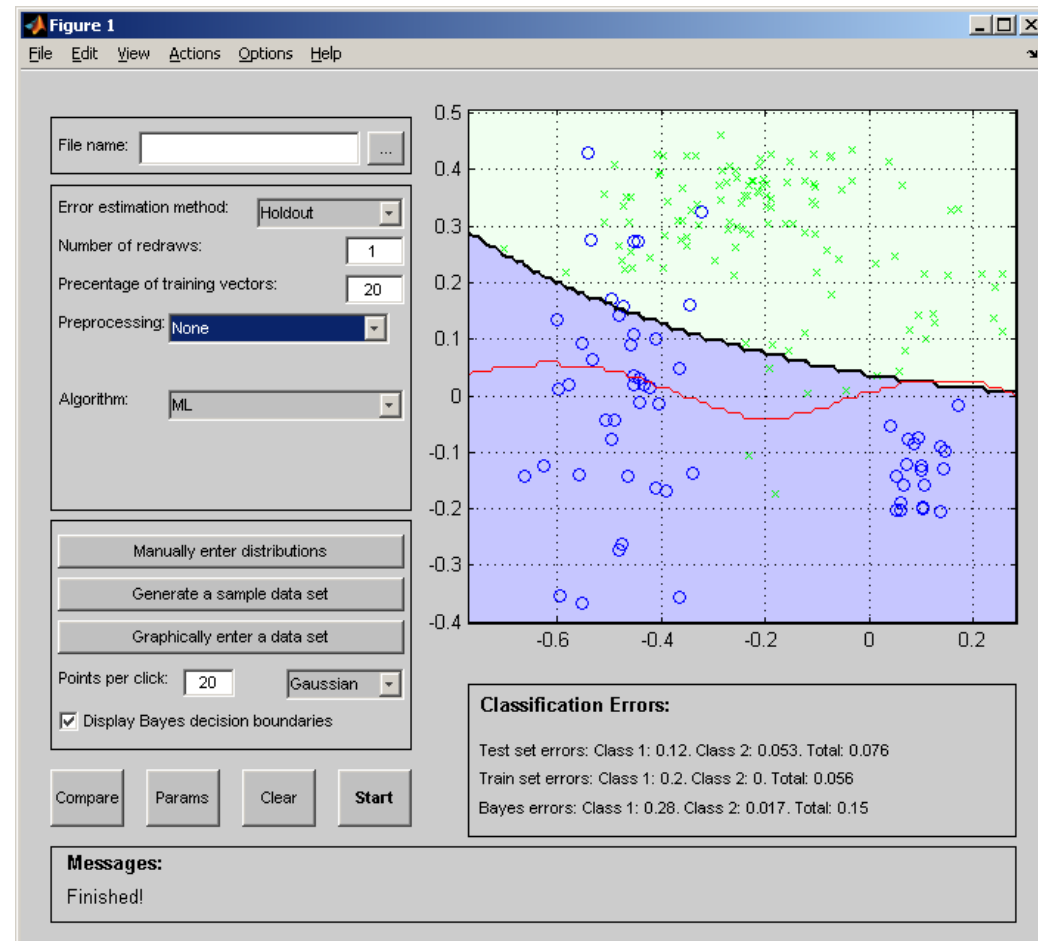 Figure 1
File Edit View Actions Options Help
File name:
...
Error estimation method: Holdout
Number of redraws: 1
Precentage of training vectors: 20
Preprocessing: None
Algorithm: ML
Manually enter distributions
Generate a sample data set
Graphically enter a data set
Points per click: 20 Gaussian
Display Bayes decision boundaries
Compare Params Clear Start
0.5
0.4
0.3
0.2
0.1
0
-0.1
-0.2
-0.3
-0.4
-0.6 -0.4 -0.2 0 0.2
Classification Errors:
Test set errors: Class 1: 0.12. Class 2: 0.053. Total: 0.076
Train set errors: Class 1: 0.2. Class 2: 0. Total: 0.056
Bayes errors: Class 1: 0.28. Class 2: 0.017. Total: 0.15
Messages:
Finished!